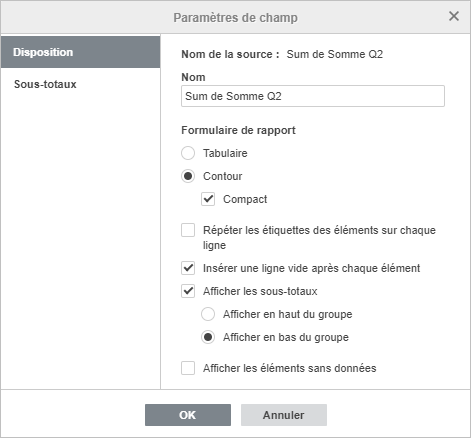 Paramètres de champ
Disposition
Sous-totaux
Nom de la source : Sum de Somme Q2
Nom
Sum de Somme Q2
Formulaire de rapport
Tabulaire
Contour
Compact
Répéter les étiquettes des éléments sur chaque
ligne
Insérer une ligne vide après chaque élément
Afficher les sous-totaux
Afficher en haut du groupe
Afficher en bas du groupe
Afficher les éléments sans données
OK
Annuler